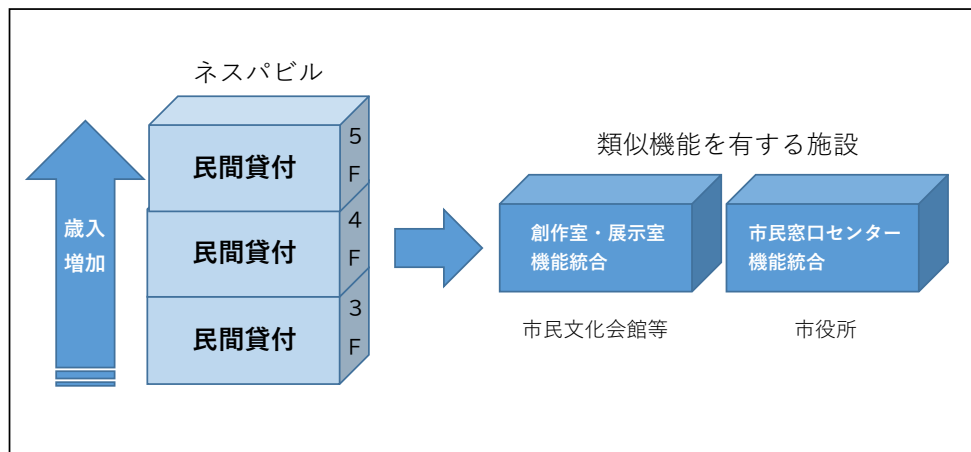 ネスパビル
歳入
増加
民間貸付
5
F
民間貸付
4
F
民間貸付
3
F
類似機能を有する施設
創作室・展示室
機能統合
市民窓口センター
機能統合
市民文化会館等
市役所